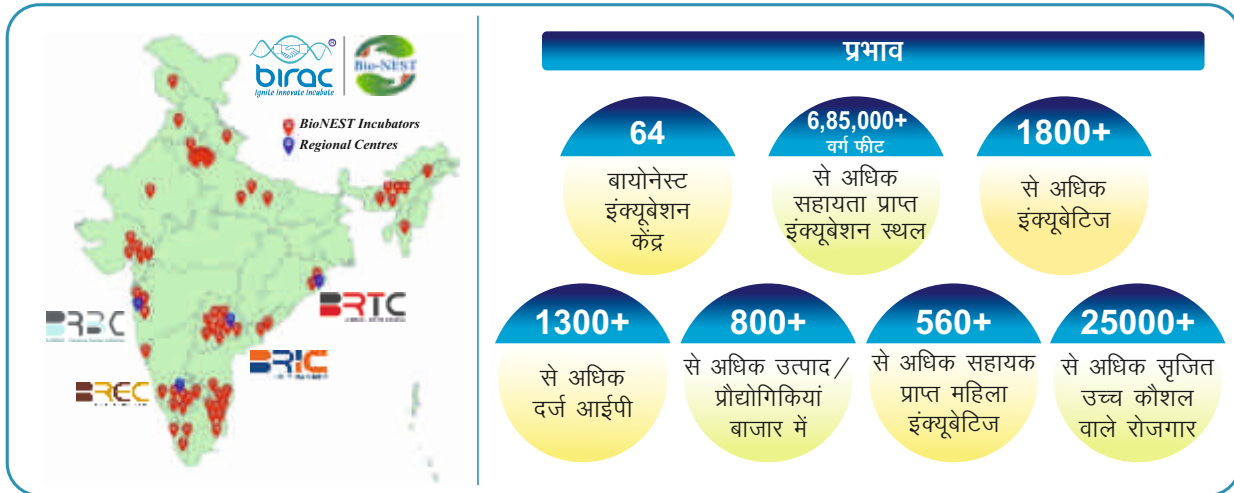 birac
®
Ignite Innovate Incubate
Bio-NEST
BioNEST Incubators
Regional Centres
BRTC
BRBC
BRIC
BREC
प्रभाव
64
बायोनेस्ट
इंक्यूबेशन
केंद्र
6,85,000+
वर्ग फीट
से अधिक
सहायता प्राप्त
इंक्यूबेशन स्थल
1800+
से अधिक
इंक्यूबेटिज
1300+
से अधिक
दर्ज आईपी
800+
से अधिक उत्पाद/
प्रौद्योगिकियां
बाजार में
560+
से अधिक सहायक
प्राप्त महिला
इंक्यूबेटिज
25000+
से अधिक सृजित
उच्च कौशल
वाले रोजगार